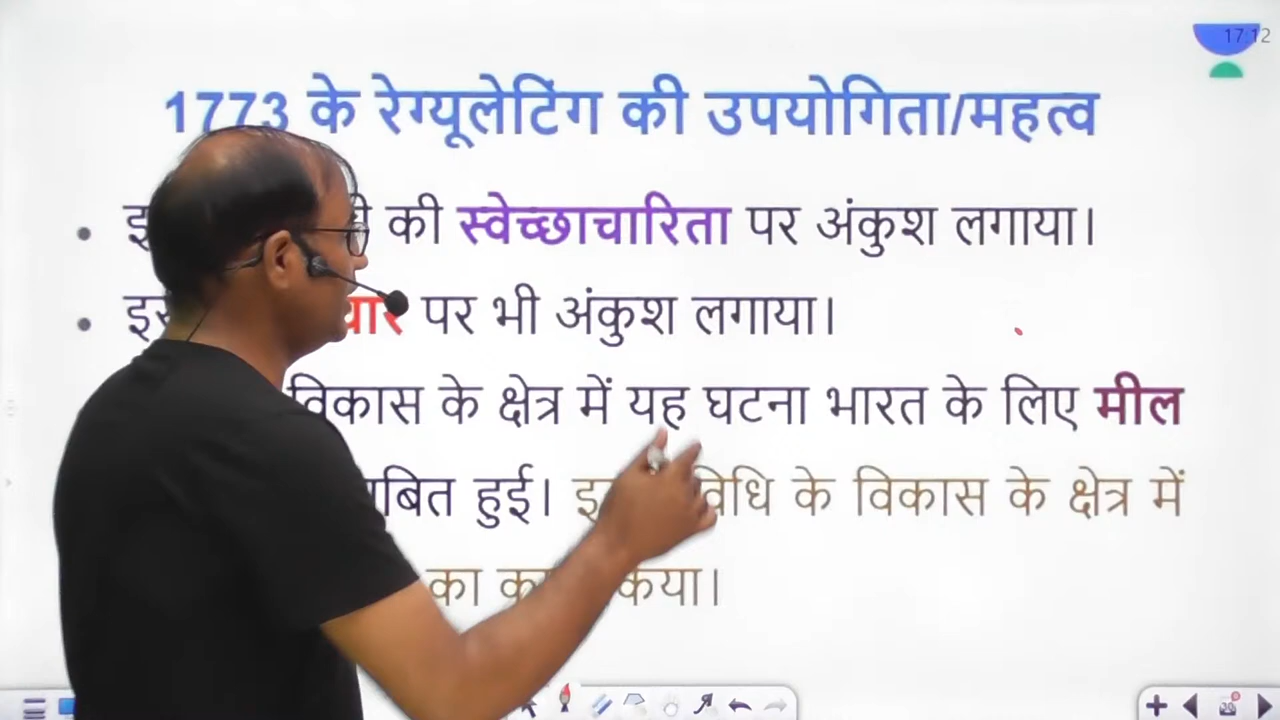 17:12
1773 के रेग्यूलेटिंग की उपयोगिता/महत्व
की स्वेच्छाचारिता पर अंकुश लगाया।
पर भी अंकुश लगाया।
विकास के क्षेत्र में यह घटना भारत के लिए मील
हुई। विधि के विकास के क्षेत्र में
का किया।